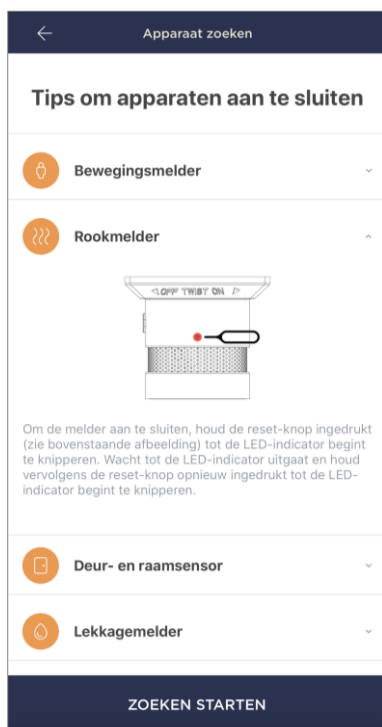 Apparaat zoeken
Tips om apparaten aan te sluiten
Bewegingsmelder
Rookmelder
OFF TWIST ON
Om de melder aan te sluiten, houd de reset-knop ingedrukt
(zie bovenstaande afbeelding) tot de LED-indicator begint
te knipperen. Wacht tot de LED-indicator uitgaat en houd
vervolgens de reset-knop opnieuw ingedrukt tot de LED-
indicator begint te knipperen.
Deur- en raamsensor
Lekkagemelder
ZOEKEN STARTEN